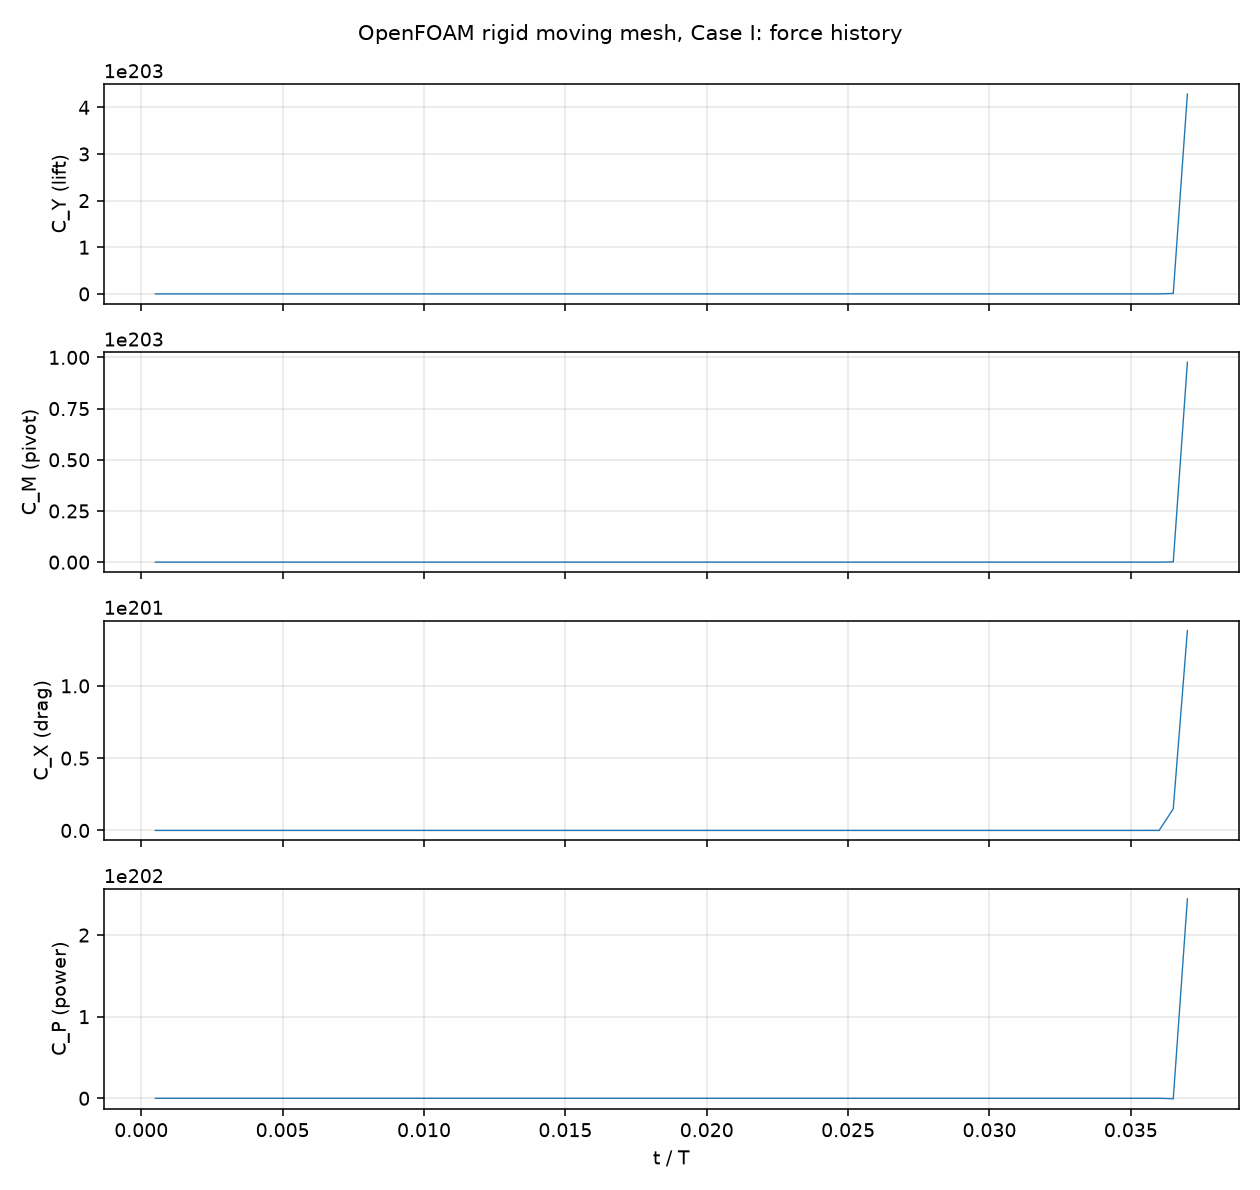 OpenFOAM rigid moving mesh, Case I: force history
1e203
C_Y (lift)
4
3
2
1
0
1e203
C_M (pivot)
1.00
0.75
0.50
0.25
0.00
1e201
C_X (drag)
1.0
0.5
0.0
1e202
C_P (power)
2
1
0
0.000 0.005 0.010 0.015 0.020 0.025 0.030 0.035
t / T